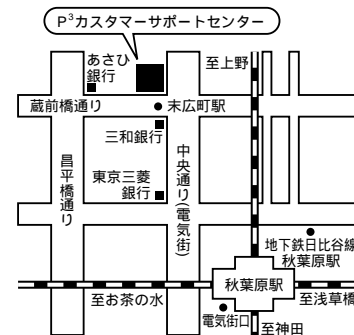 P³カスタマーサポートセンター
あさひ
銀行
至上野
蔵前橋通り
末広町駅
三和銀行
昌平橋通り
東京三菱
銀行
中央通り(電気街)
地下鉄日比谷線
秋葉原駅
秋葉原駅
至お茶の水
至浅草橋
電気街口
至神田